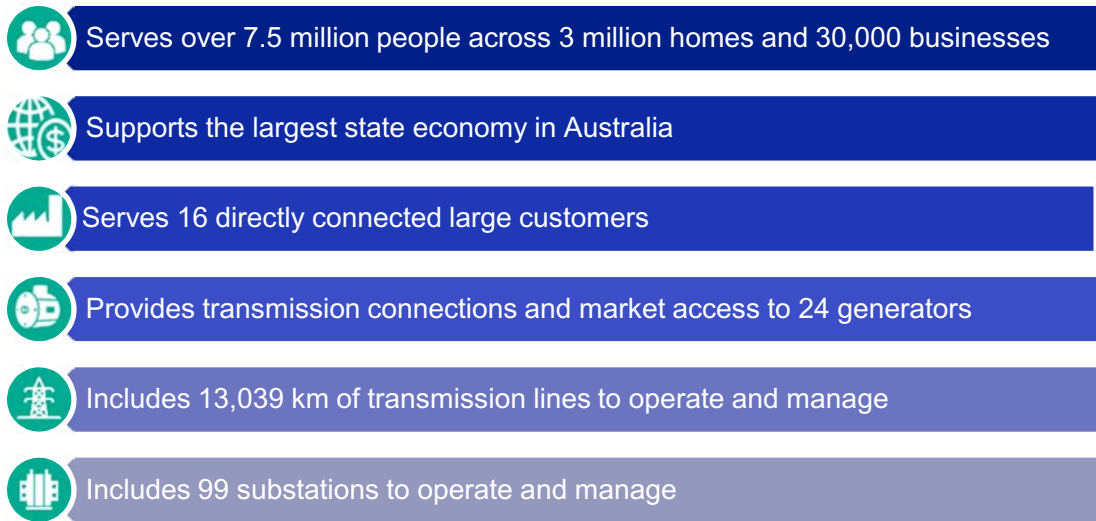 Serves over 7.5 million people across 3 million homes and 30,000 businesses
Supports the largest state economy in Australia
Serves 16 directly connected large customers
Provides transmission connections and market access to 24 generators
Includes 13,039 km of transmission lines to operate and manage
Includes 99 substations to operate and manage